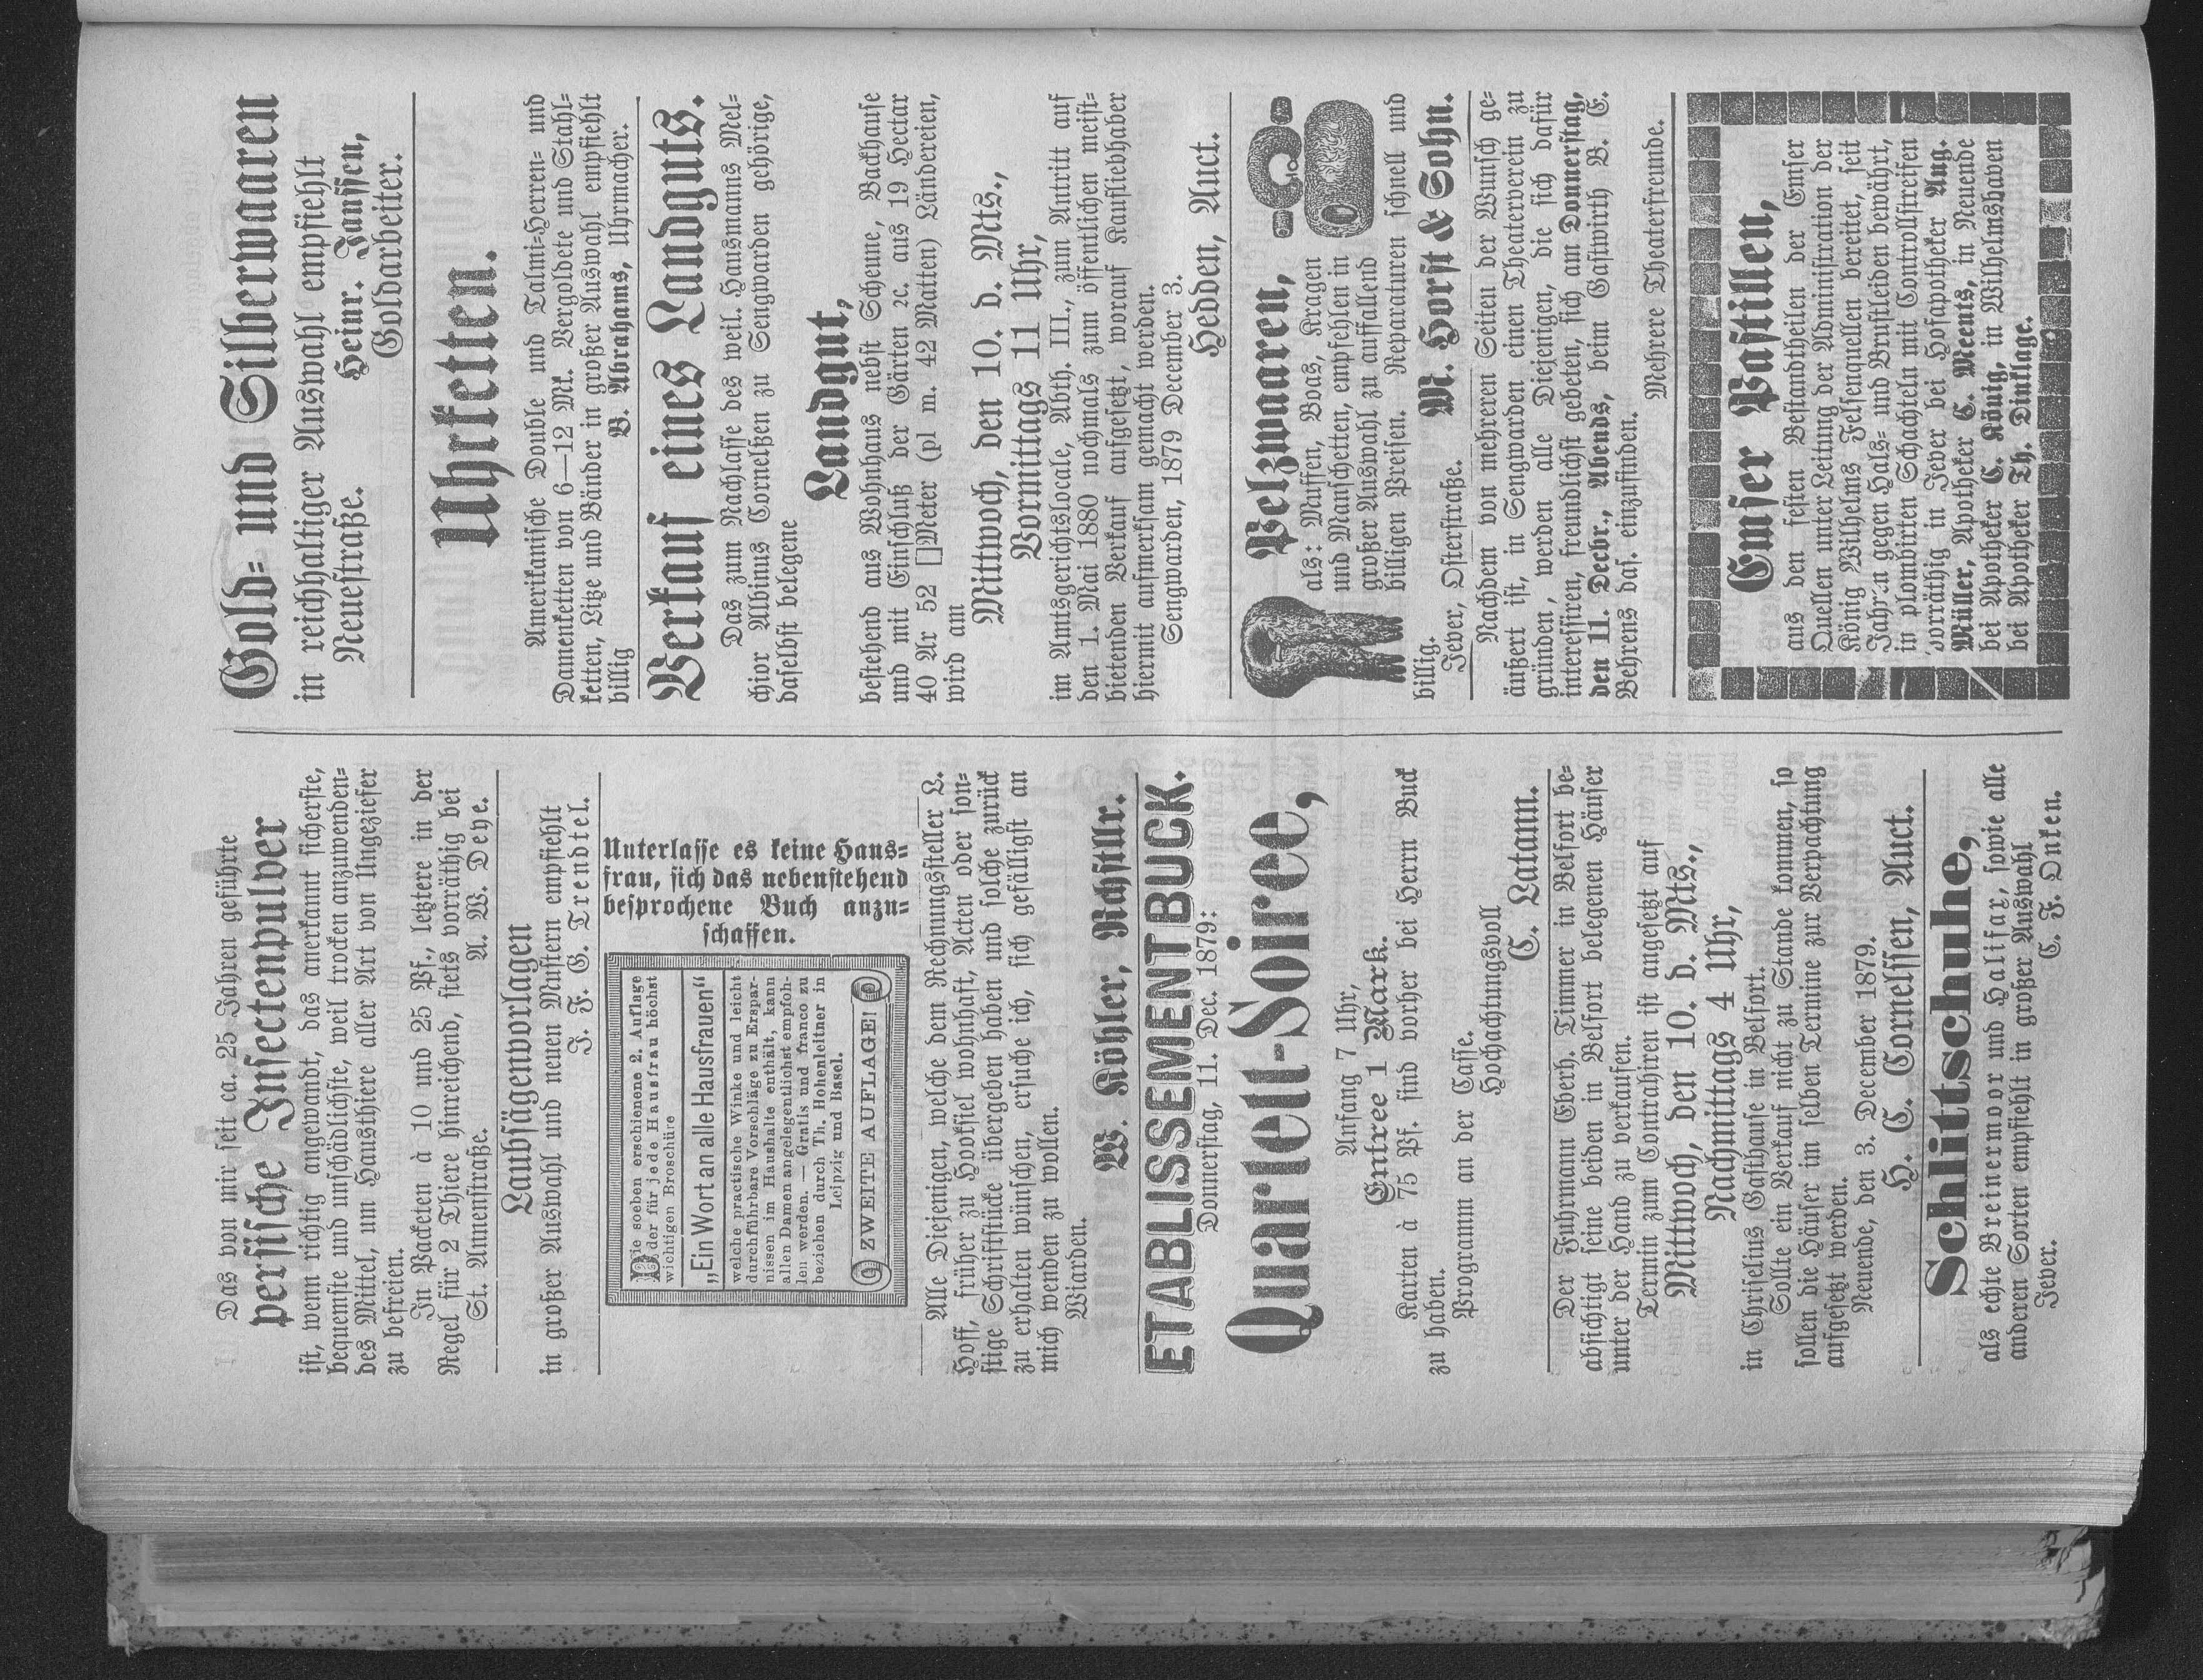 Das von mir seit ca. 25 Jahren geführte
persische Insectenpulver
ist, wenn richtig angewandt, das anerkannt sicherste,
bequemste und unschädlichste, weil trocken anzuwenden-
des Mittel, um Hausthiere aller Art von Ungeziefer
zu befreien.
In Packeten à 10 und 25 Pf., letztere in der
Regel für 2 Thiere hinreichend, stets vorräthig bei
St. Annenstraße. A. W. Deye.
Laubsägenvorlagen
in großer Auswahl und neuen Mustern empfiehlt
J. F. G. Trendtel.
Die soeben erschienene 2. Auflage
der für jede Hausfrau höchst
wichtigen Broschüre
„Ein Wort an alle Hausfrauen“
welche practische Winke und leicht
durchführbare Vorschläge zu Erspar-
nissen im Haushalte enthält, kann
allen Damen angelegentlichst empfoh-
len werden. — Gratis und franco zu
beziehen durch Th. Hohenleitner in
Leipzig und Basel.
ZWEITE AUFLAGE!
Unterlasse es keine Haus-
frau, sich das nebenstehend
besprochene Buch anzu-
schaffen.
Alle Diejenigen, welche dem Rechnungssteller L.
Hoff, früher zu Hooksiel wohnhaft, Acten oder son-
stige Schriftstücke übergeben haben und solche zurück
zu erhalten wünschen, ersuche ich, sich gefälligst an
mich wenden zu wollen.
Wiarden.
W. Köhler, Rchstllr.
ETABLISSEMENT BUCK.
Donnerstag, 11. Dec. 1879:
Quartett-Soiree,
Anfang 7 Uhr,
Entree 1 Mark.
Karten à 75 Pf. sind vorher bei Herrn Buck
zu haben.
Programm an der Casse.
Hochachtungsvoll
C. Latann.
Der Fuhrmann Eberh. Timmer in Belfort be-
absichtigt seine beiden in Belfort belegenen Häuser
unter der Hand zu verkaufen.
Termin zum Contrahiren ist angesetzt auf
Mittwoch, den 10. d. Mts.,
Nachmittags 4 Uhr,
in Chriselius Gasthause in Belfort.
Sollte ein Verkauf nicht zu Stande kommen, so
sollen die Häuser im selben Termine zur Verpachtung
aufgesetzt werden.
Neuende, den 3. December 1879.
H. C. Cornelssen, Auct.
Schlittschuhe,
als echte Breinermoor und Halifax, sowie alle
anderen Sorten empfiehlt in großer Auswahl
Jever. C. F. Onken.
Gold- und Silberwaaren
in reichhaltiger Auswahl empfiehlt
Neuestraße. Heinr. Janssen,
Goldarbeiter.
Uhrketten.
Amerikanische Double und Talmi-Herren- und
Damenketten von 6—12 Mk. Vergoldete und Stahl-
ketten, Litze und Bänder in großer Auswahl empfiehlt
billig B. Abrahams, Uhrmacher.
Verkauf eines Landguts.
Das zum Nachlasse des weil. Hausmanns Mel-
chior Albinus Cornelßen zu Sengwarden gehörige,
daselbst belegene
Landgut,
bestehend aus Wohnhaus nebst Scheune, Backhause
und mit Einschluß der Gärten ꝛc. aus 19 Hectar
40 Ar 52 []Meter (pl m. 42 Matten) Ländereien,
wird am
Mittwoch, den 10. d. Mts.,
Vormittags 11 Uhr,
im Amtsgerichtslocale, Abth. III., zum Antritt auf
den 1. Mai 1880 nochmals zum öffentlichen meist-
bietenden Verkauf aufgesetzt, worauf Kaufliebhaber
hiermit aufmerksam gemacht werden.
Sengwarden, 1879 December 3.
Hedden, Auct.
Pelzwaaren,
als: Muffen, Boas, Kragen
und Manschetten, empfehlen in
großer Auswahl zu auffallend
billigen Preisen. Reparaturen schnell und
billig.
Jever, Osterstraße. M. Horst & Sohn.
Nachdem von mehreren Seiten der Wunsch ge-
äußert ist, in Sengwarden einen Theaterverein zu
gründen, werden alle Diejenigen, die sich dafür
interessiren, freundlichst gebeten, sich am Donnerstag,
den 11. Decbr., Abends, beim Gastwirth B. E.
Behrens das. einzufinden.
Mehrere Theaterfreunde.
Emser Pastillen,
aus den festen Bestandtheilen der Emser
Quellen unter Leitung der Administration der
König Wilhelms Felsenquellen bereitet, seit
Jahren gegen Hals- und Brustleiden bewährt,
in plombirten Schachteln mit Controllstreifen
vorräthig in Jever bei Hofapotheker Aug.
Müller, Apotheker C. Meents, in Neuende
bei Apotheker C. König, in Wilhelmshaven
bei Apotheker Th. Dinklage.